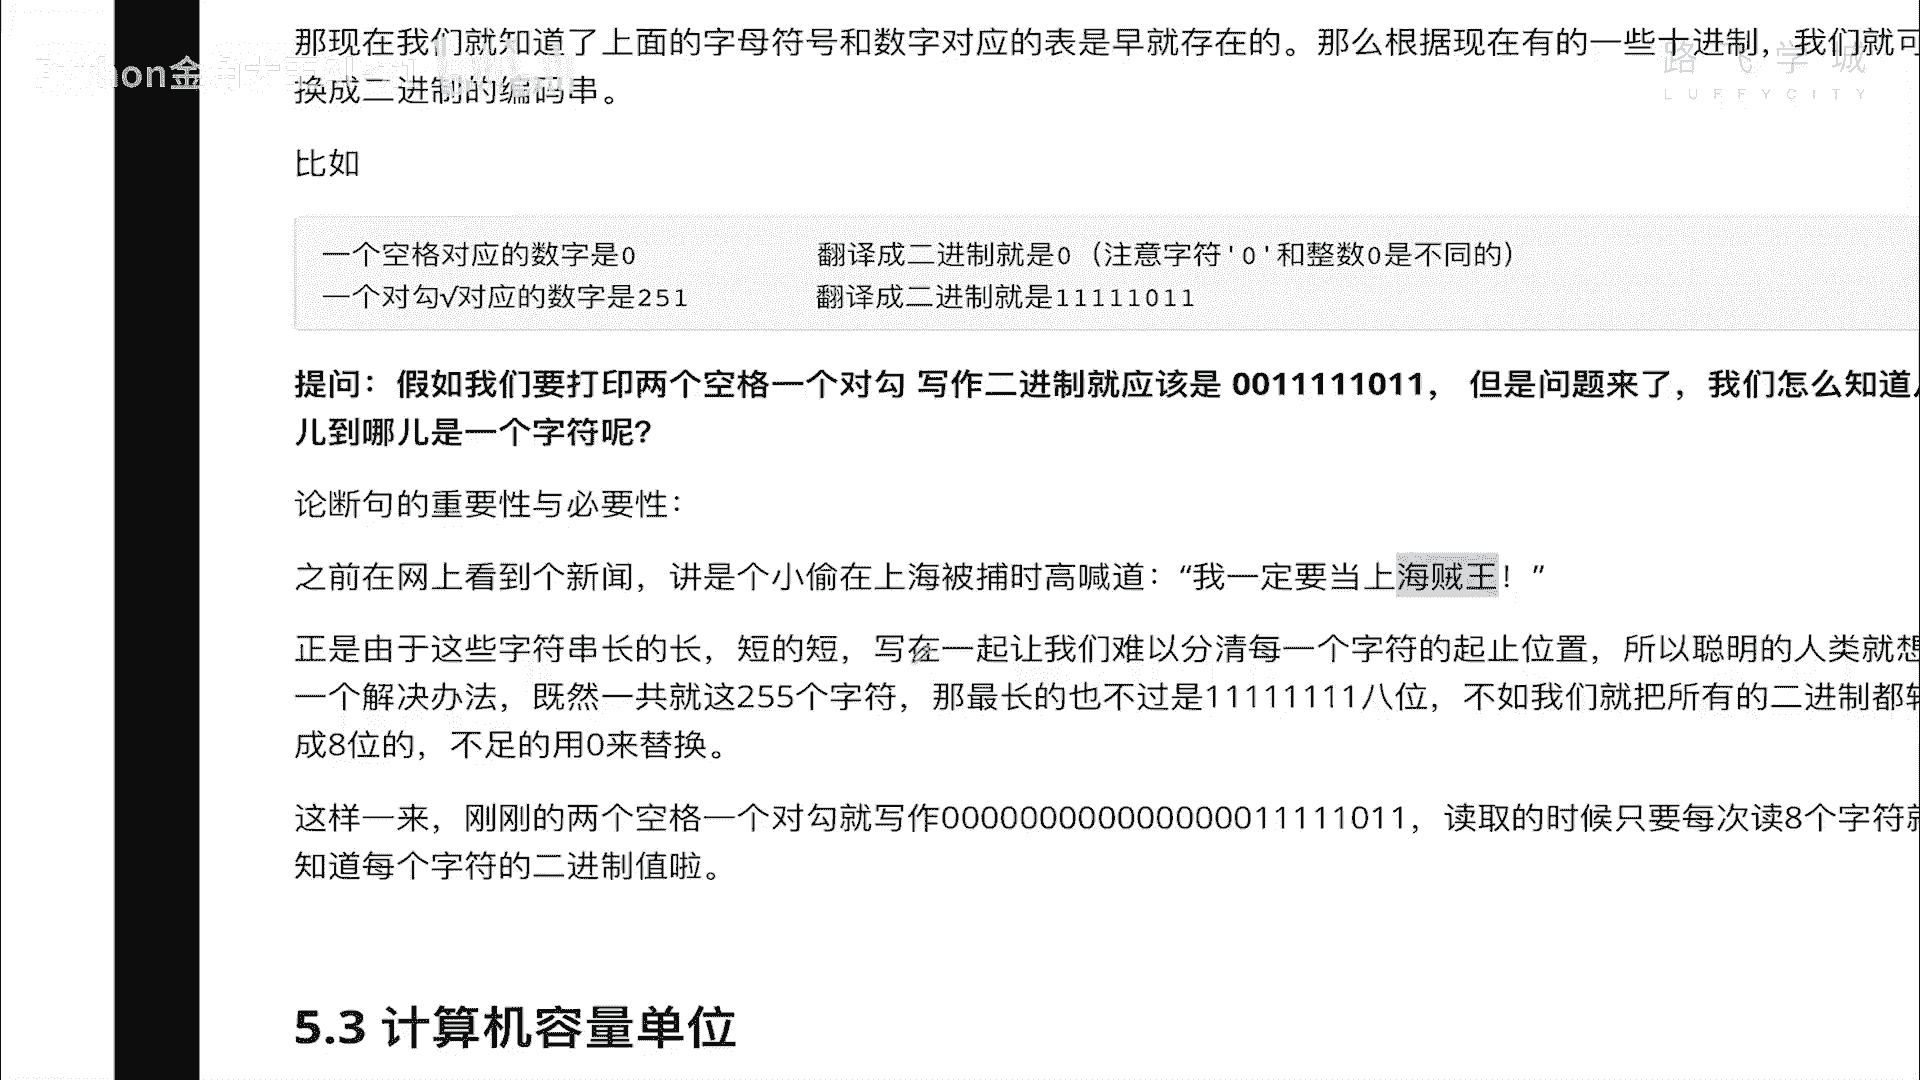 那现在我们就知道了上面的字母符号和数字对应的表是早就存在的。那么根据现在有的一些十进制，我们就可
换成二进制的编码串。
路飞学城
LUFFYCITY
比如
一个空格对应的数字是0 翻译成二进制就是0（注意字符'0'和整数0是不同的）
一个对勾√对应的数字是251 翻译成二进制就是11111011
提问：假如我们要打印两个空格一个对勾 写作二进制就应该是 0011111011， 但是问题来了，我们怎么知道
儿到哪儿是一个字符呢？
论断句的重要性与必要性：
之前在网上看到个新闻，讲是个小偷在上海被捕时高喊道：“我一定要当上海贼王！”
正是由于这些字符串长的长，短的短，写在一起让我们难以分清每一个字符的起止位置，所以聪明的人类就想
一个解决办法，既然一共就这255个字符，那最长的也不过是11111111八位，不如我们就把所有的二进制都转
成8位的，不足的用0来替换。
这样一来，刚刚的两个空格一个对勾就写作000000000000000011111011，读取的时候只要每次读8个字符就
知道每个字符的二进制值啦。
5.3 计算机容量单位